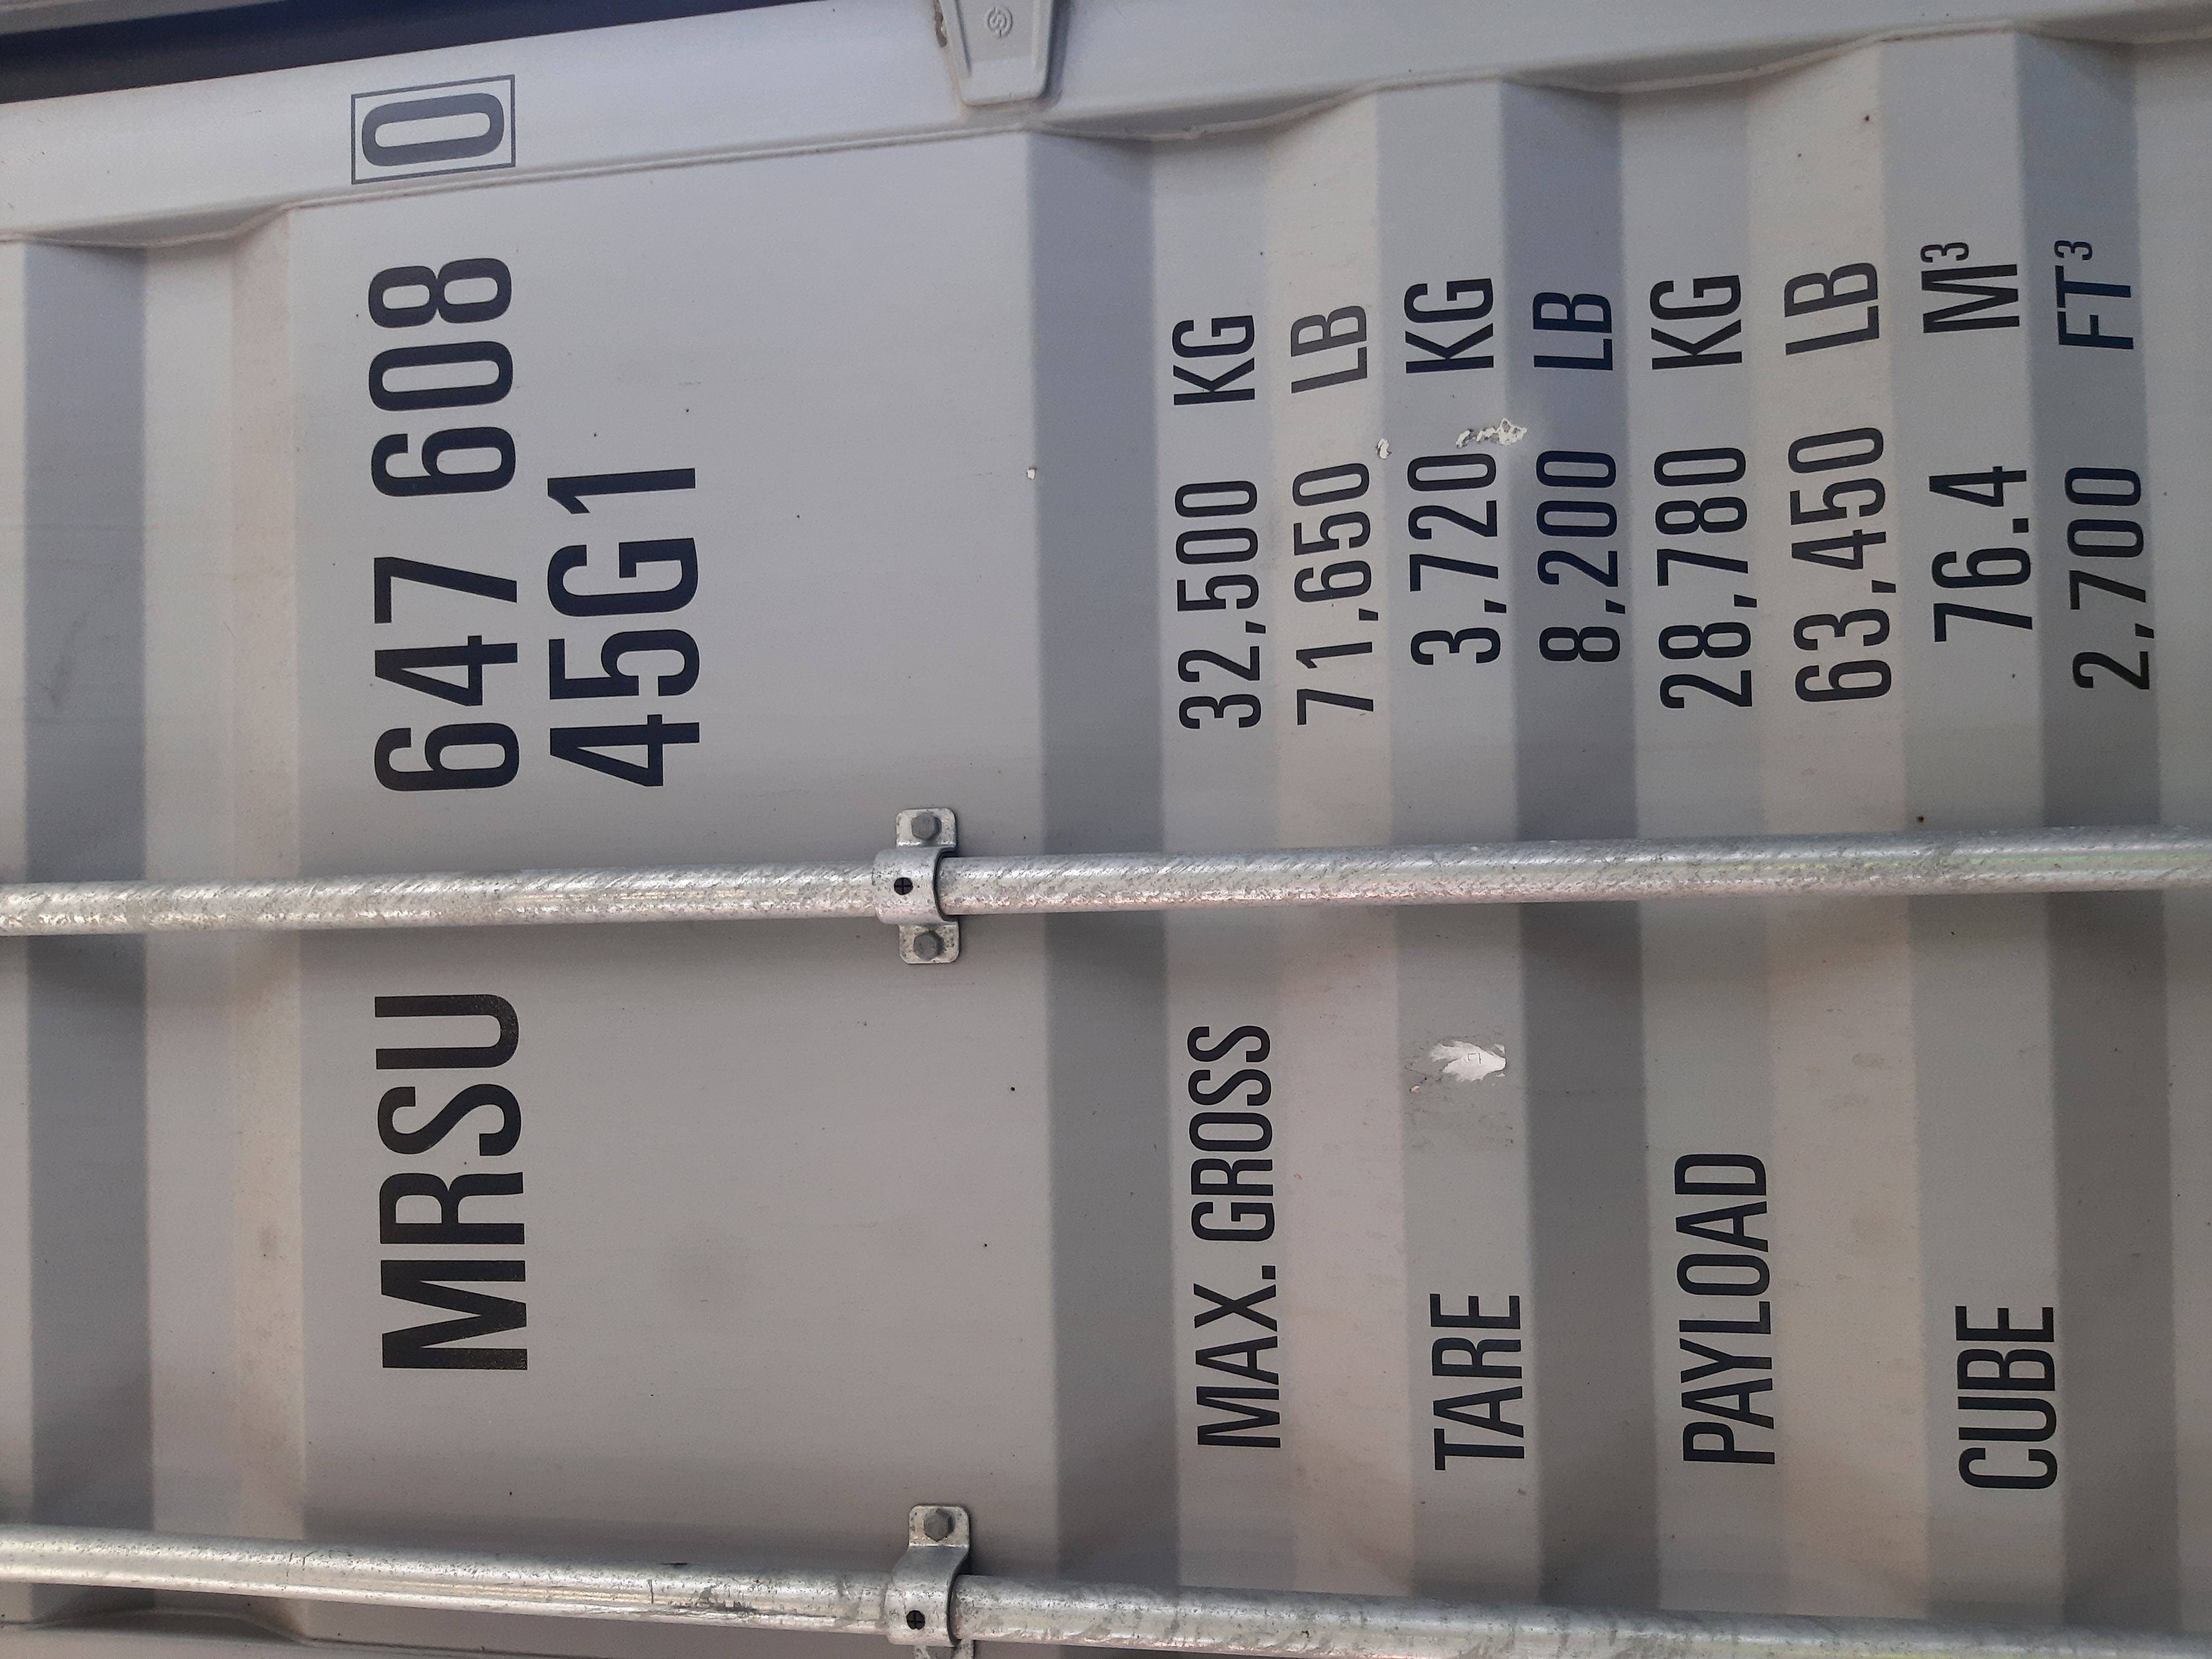 MRSU 647 608 0
45G1
MAX. GROSS 32,500 KG
71,650 LB
TARE 3,720 KG
8,200 LB
PAYLOAD 28,780 KG
63,450 LB
CUBE 76.4 M³
2,700 FT³